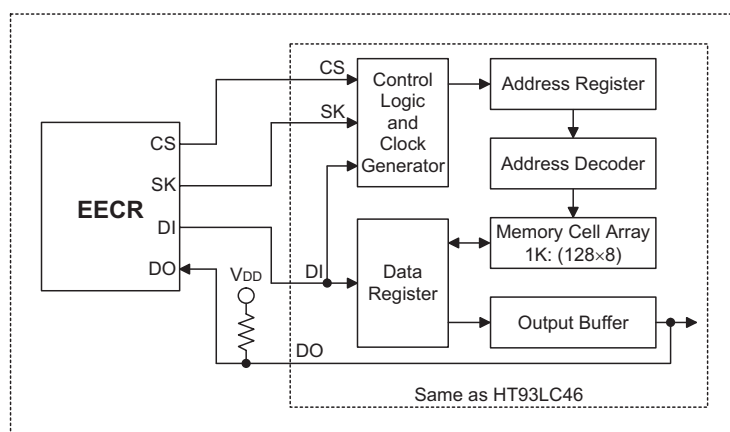 EECR
CS
SK
DI
DO
VDD
CS
SK
DI
DO
Control
Logic
and
Clock
Generator
Address Register
Address Decoder
Memory Cell Array
1K: (128×8)
Data
Register
Output Buffer
Same as HT93LC46